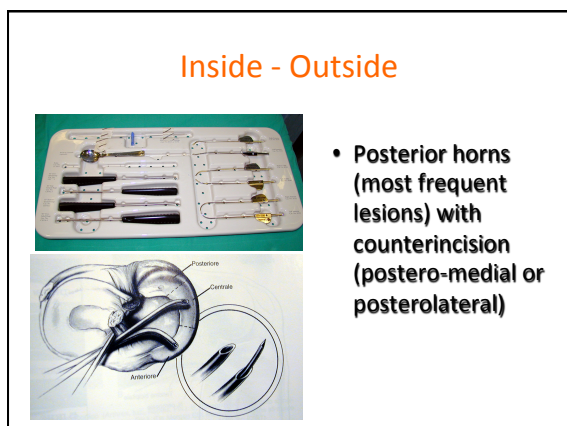 Inside - Outside
• Posterior horns
(most frequent
lesions) with
counterincision
(postero-medial or
posterolateral)
Posteriore
Centrale
Anteriore